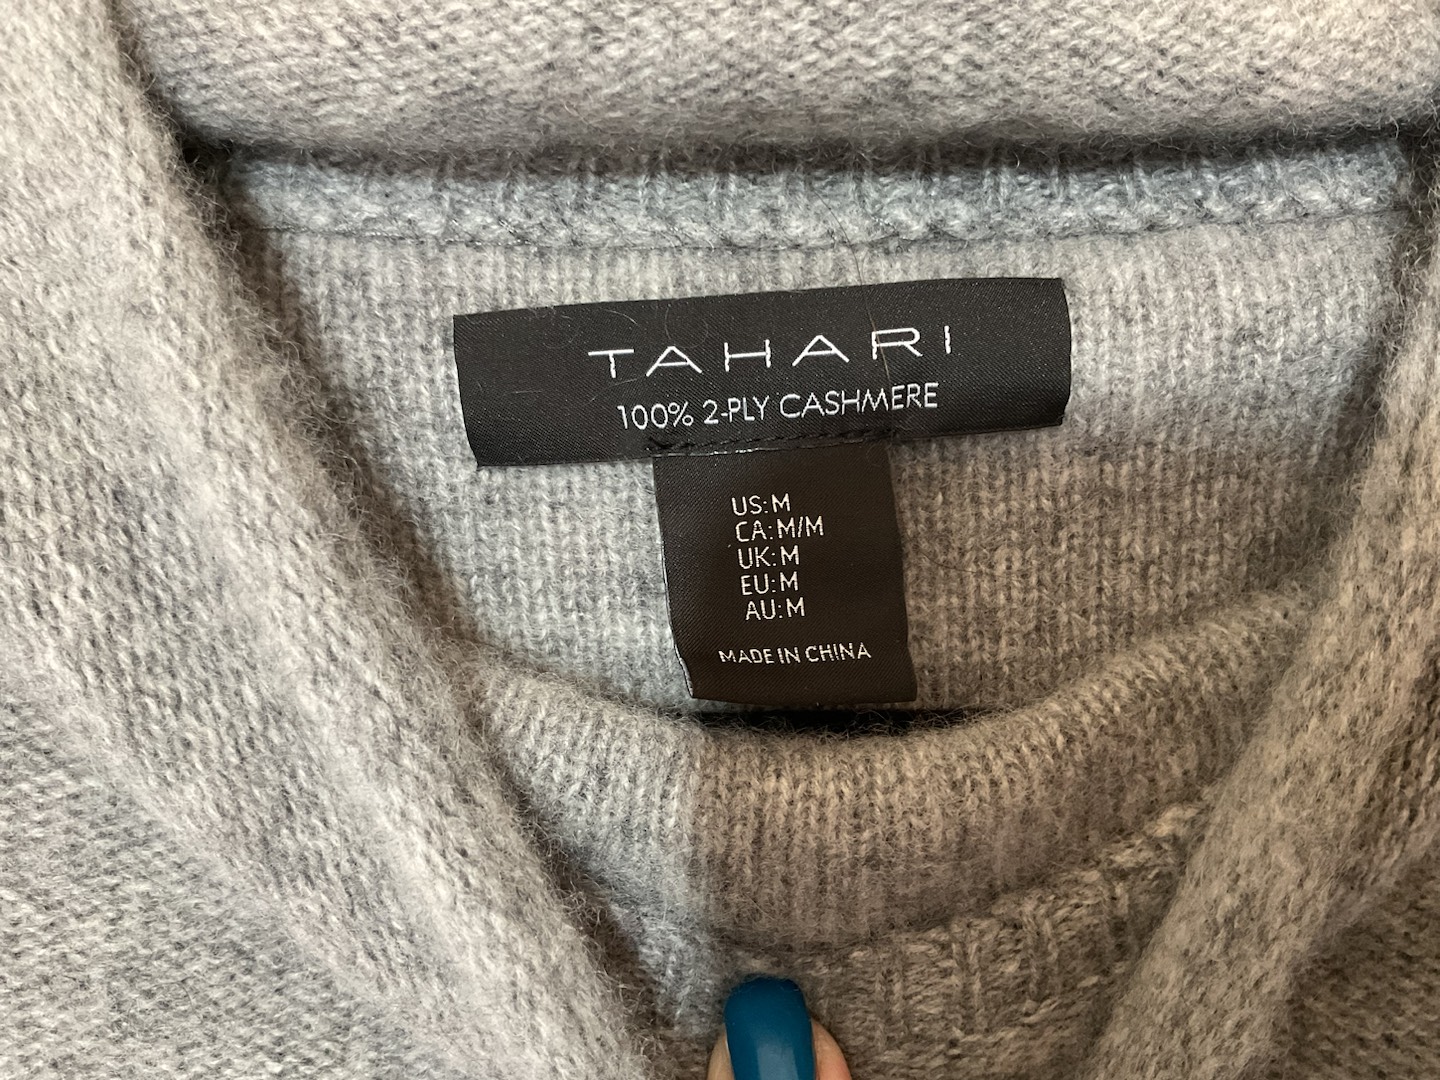 TAHARI
100% 2-PLY CASHMERE
US: M
CA: M/M
UK: M
EU: M
AU: M
MADE IN CHINA